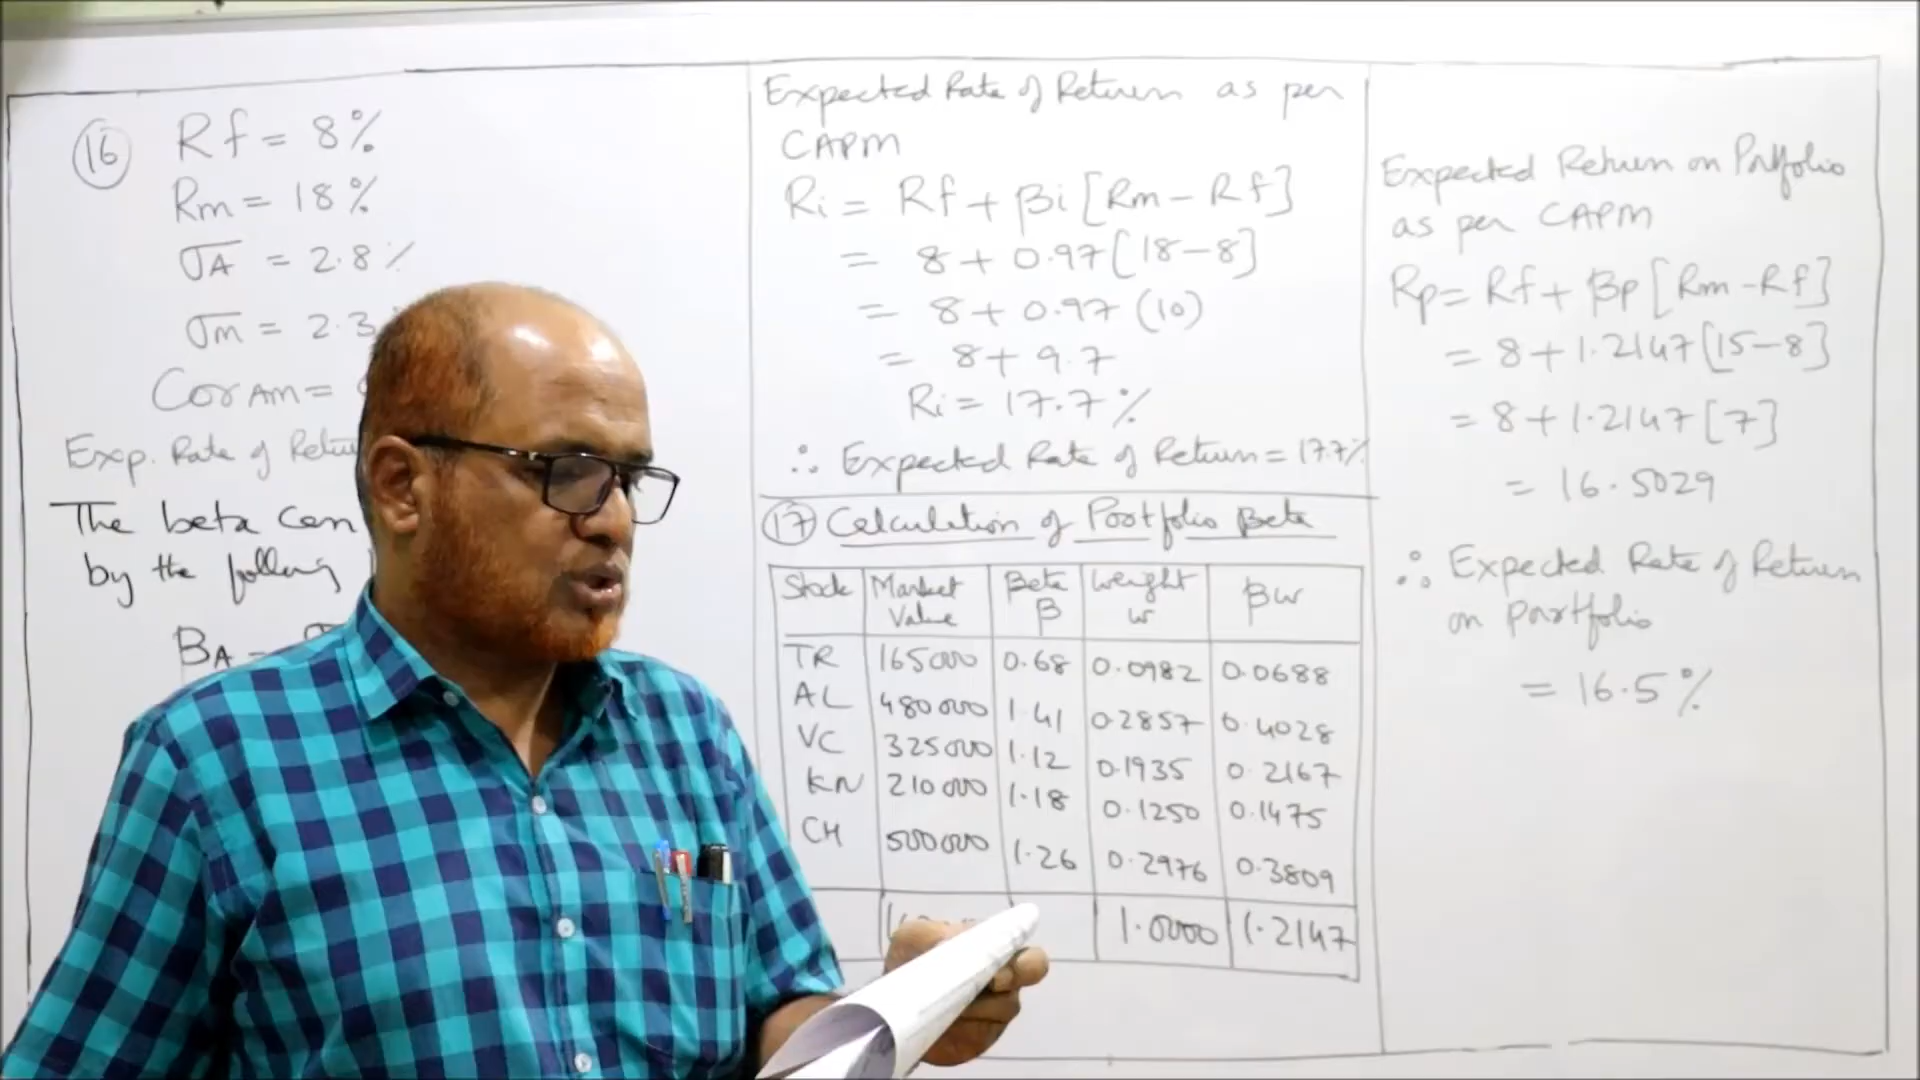 16
Rf = 8%
Rm = 18%
σA = 2.8%
σm = 2.3
Cor AM =
Exp. Rate of
The beta can
by the
BA =
Expected Rate of Return as per
CAPM
Ri = Rf + βi [Rm - Rf]
= 8 + 0.97 [18-8]
= 8 + 0.97 (10)
= 8 + 9.7
Ri = 17.7%
∴ Expected Rate of Return = 17.7%
17 Calculation of Portfolio Beta
Stock Market Value Beta β Weight w βw
TR 165000 0.68 0.0982 0.0688
AL 480000 1.41 0.2857 0.4028
VC 325000 1.12 0.1935 0.2167
KN 210000 1.18 0.1250 0.1475
CH 500000 1.26 0.2976 0.3809
1.0000 1.2147
Expected Return on Portfolio
as per CAPM
Rp = Rf + βp [Rm - Rf]
= 8 + 1.2147 [15-8]
= 8 + 1.2147 [7]
= 16.5029
∴ Expected Rate of Return
on portfolio
= 16.5%